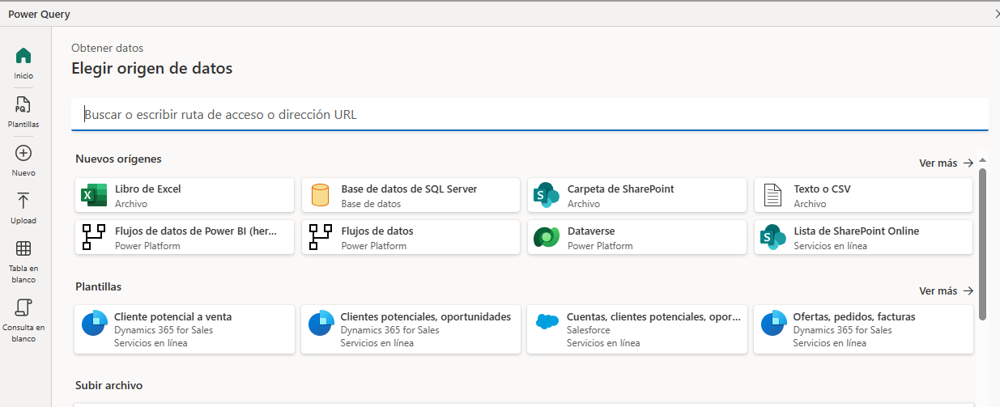 Power Query
Inicio
Plantillas
Nuevo
Upload
Tabla en
blanco
Consulta en
blanco
Obtener datos
Elegir origen de datos
Buscar o escribir ruta de acceso o dirección URL
Nuevos orígenes
Ver más
Libro de Excel
Archivo
Base de datos de SQL Server
Base de datos
Carpeta de SharePoint
Archivo
Texto o CSV
Archivo
Flujos de datos de Power BI (her...
Power Platform
Flujos de datos
Power Platform
Dataverse
Power Platform
Lista de SharePoint Online
Servicios en línea
Plantillas
Ver más
Cliente potencial a venta
Dynamics 365 for Sales
Servicios en línea
Clientes potenciales, oportunidades
Dynamics 365 for Sales
Servicios en línea
Cuentas, clientes potenciales, opor...
Salesforce
Servicios en línea
Ofertas, pedidos, facturas
Dynamics 365 for Sales
Servicios en línea
Subir archivo